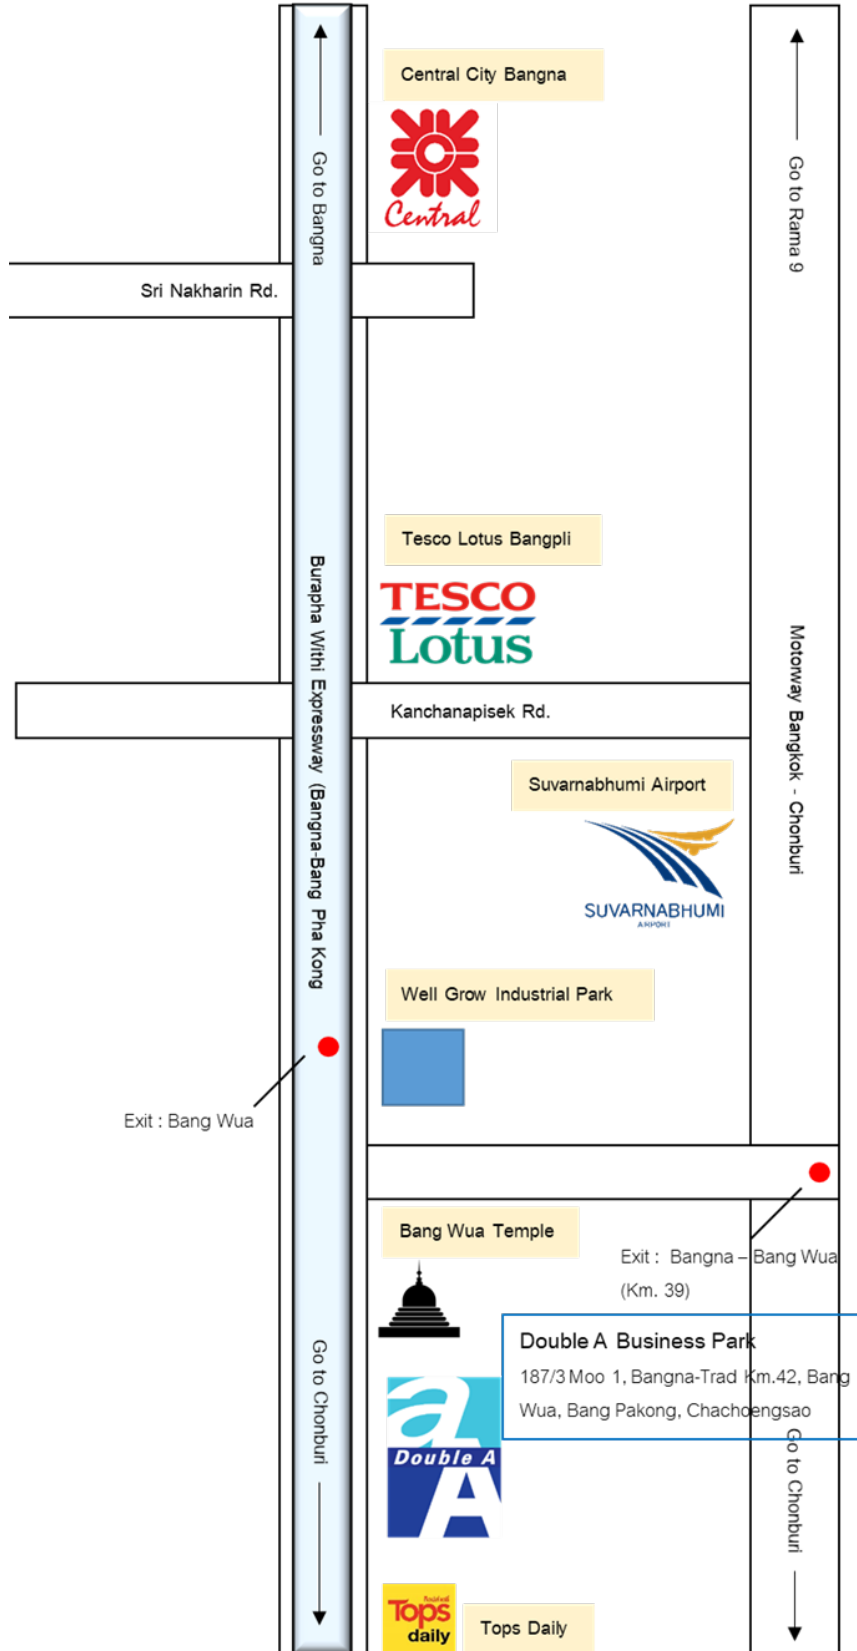 Central City Bangna
Central
Go to Bangna
Go to Rama 9
Sri Nakharin Rd.
Tesco Lotus Bangpli
TESCO
Lotus
Burapha Withi Expressway (Bangna-Bang Pha Kong
Motorway Bangkok - Chonburi
Kanchanapisek Rd.
Suvarnabhumi Airport
SUVARNABHUMI
AIRPORT
Well Grow Industrial Park
Exit : Bang Wua
Bang Wua Temple
Exit : Bangna – Bang Wua
(Km. 39)
Double A Business Park
187/3 Moo 1, Bangna-Trad Km.42, Bang
Wua, Bang Pakong, Chachoengsao
Go to Chonburi
a
Double A
A
Go to Chonburi
Tops
daily
Tops Daily